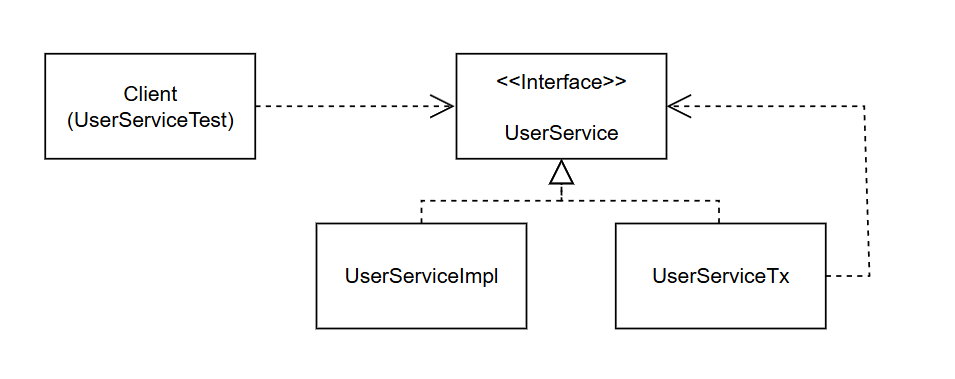 Client
(UserServiceTest)
<<Interface>>
UserService
UserServiceImpl
UserServiceTx